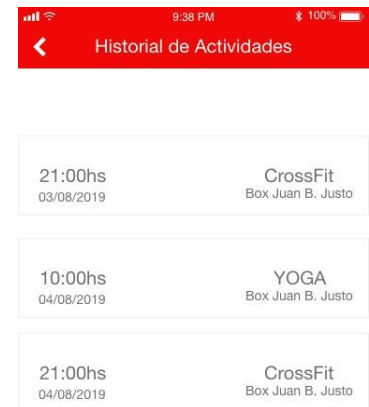 9:38 PM
100%
Historial de Actividades
21:00hs
CrossFit
03/08/2019
Box Juan B. Justo
10:00hs
YOGA
04/08/2019
Box Juan B. Justo
21:00hs
CrossFit
04/08/2019
Box Juan B. Justo